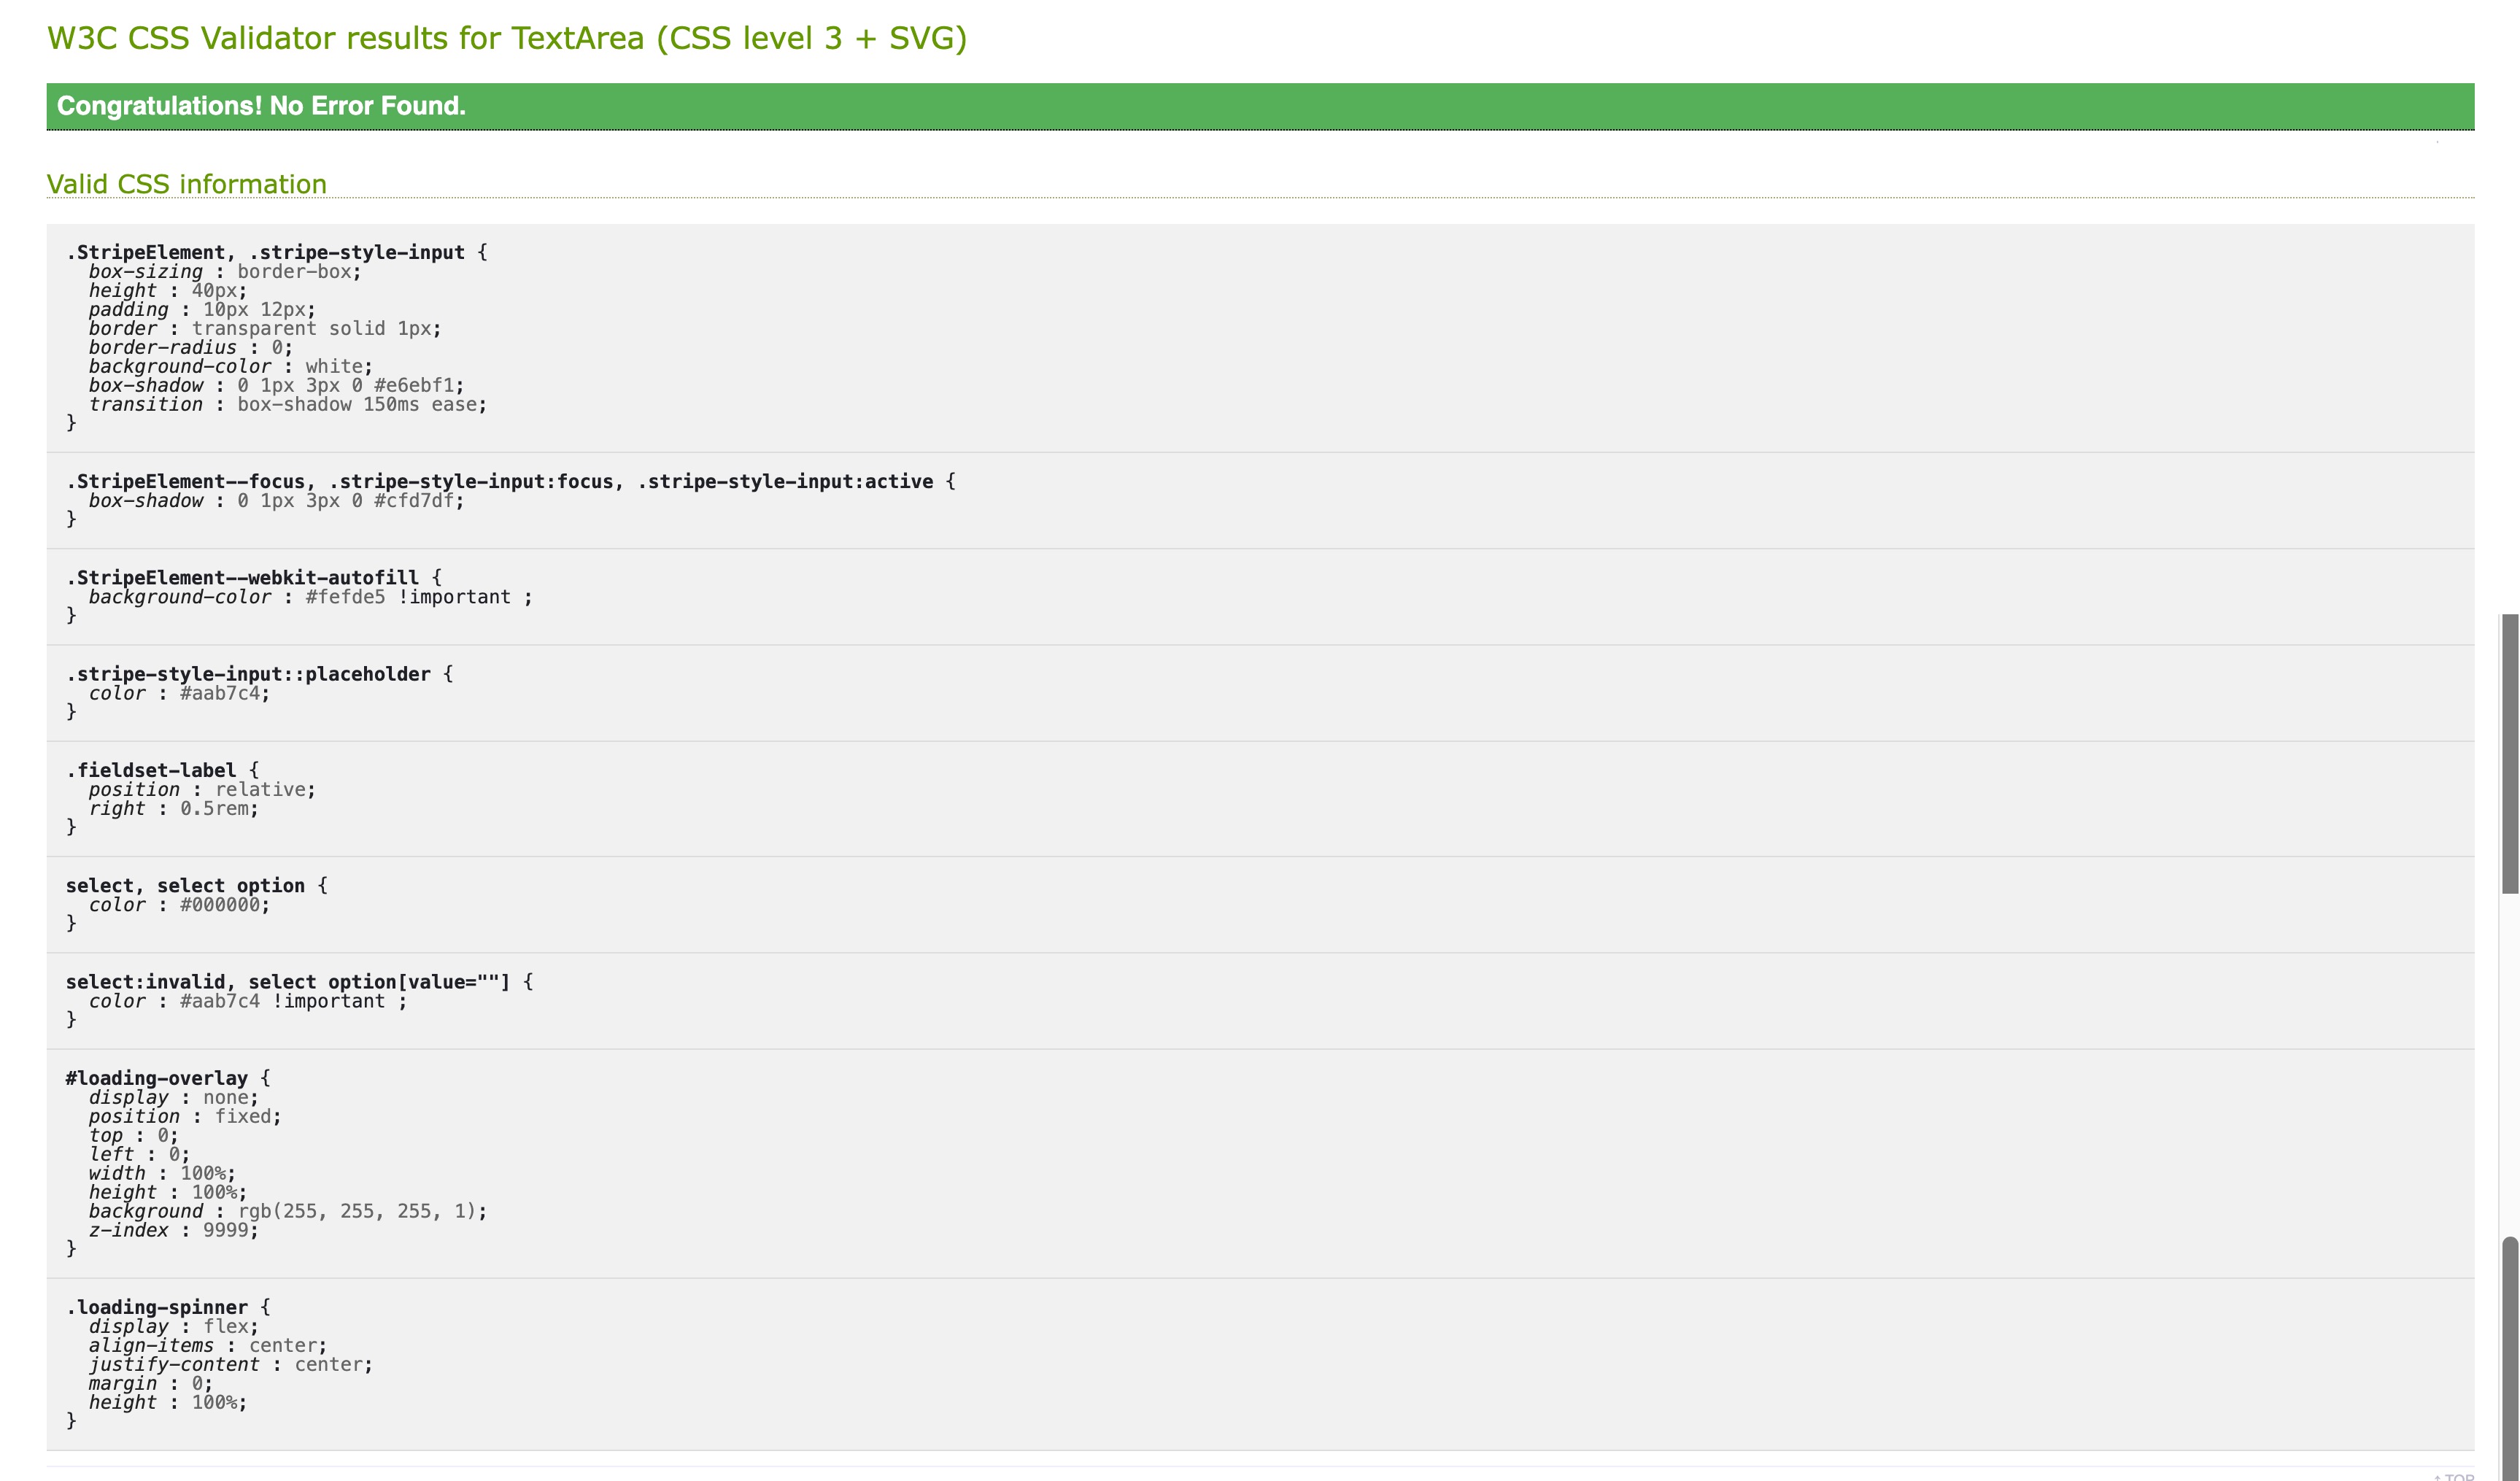 W3C CSS Validator results for TextArea (CSS level 3 + SVG)
Congratulations! No Error Found.
Valid CSS information
.StripeElement, .stripe-style-input {
box-sizing : border-box;
height : 40px;
padding : 10px 12px;
border : transparent solid 1px;
border-radius : 0;
background-color : white;
box-shadow : 0 1px 3px 0 #e6ebf1;
transition : box-shadow 150ms ease;
}
.StripeElement--focus, .stripe-style-input:focus, .stripe-style-input:active {
box-shadow : 0 1px 3px 0 #cfd7df;
}
.StripeElement--webkit-autofill {
background-color : #fefde5 !important ;
}
.stripe-style-input::placeholder {
color : #aab7c4;
}
.fieldset-label {
position : relative;
right : 0.5rem;
}
select, select option {
color : #000000;
}
select:invalid, select option[value=""] {
color : #aab7c4 !important ;
}
#loading-overlay {
display : none;
position : fixed;
top : 0;
left : 0;
width : 100%;
height : 100%;
background : rgb(255, 255, 255, 1);
z-index : 9999;
}
.loading-spinner {
display : flex;
align-items : center;
justify-content : center;
margin : 0;
height : 100%;
}
↑ TOP